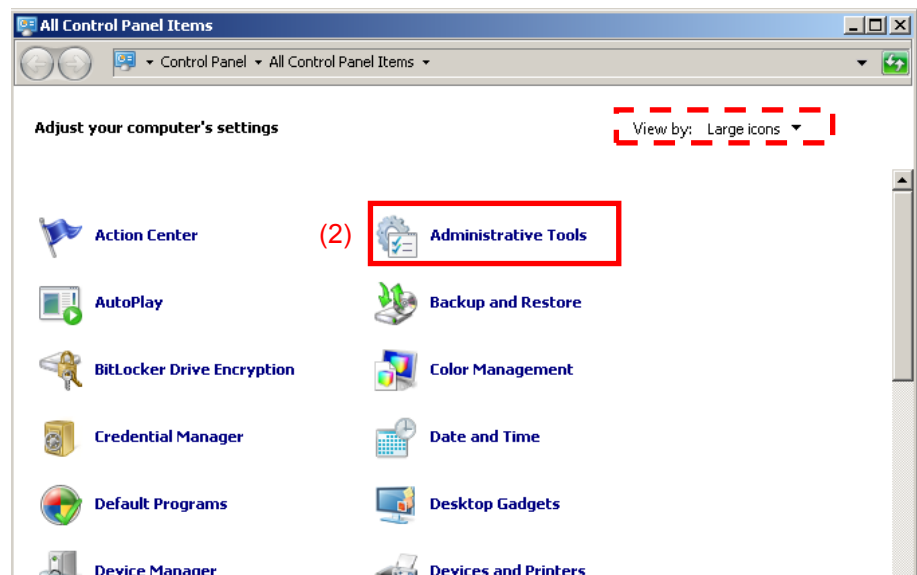 All Control Panel Items
Control Panel All Control Panel Items
Adjust your computer's settings
View by: Large icons
Action Center
(2) Administrative Tools
AutoPlay
Backup and Restore
BitLocker Drive Encryption
Color Management
Credential Manager
Date and Time
Default Programs
Desktop Gadgets
Device Manager
Devices and Printers